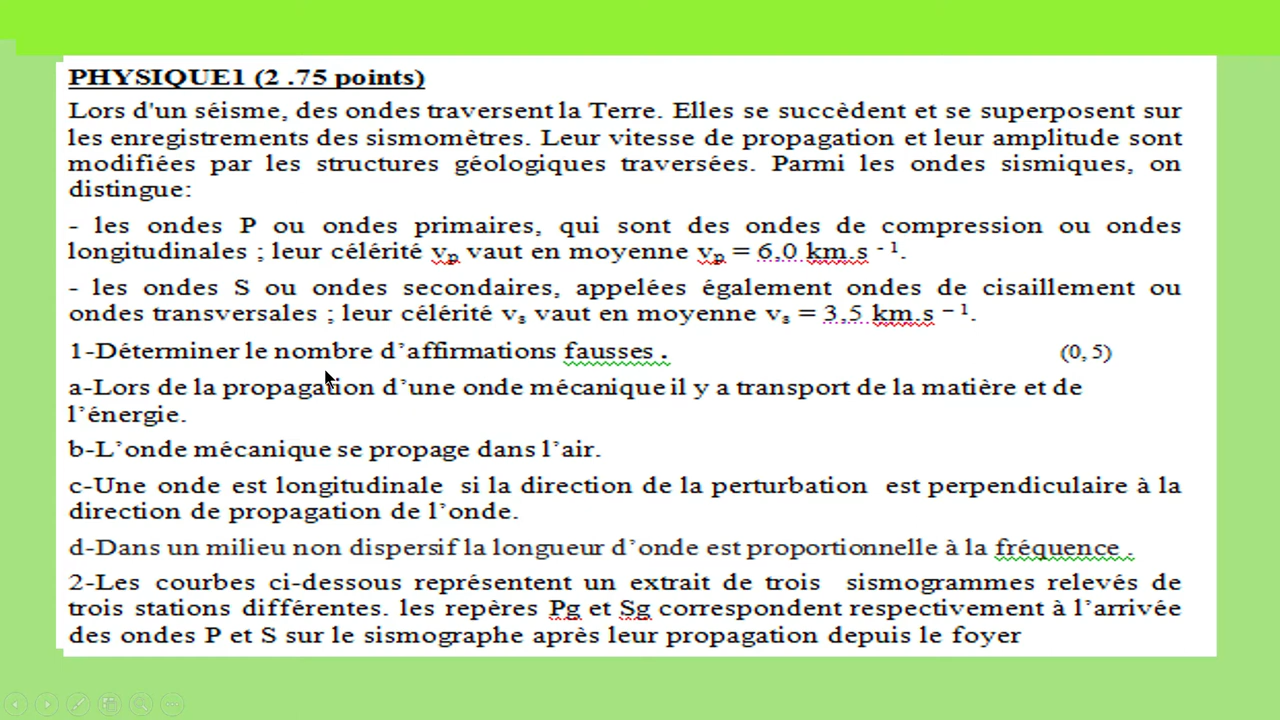 PHYSIQUE1 (2 .75 points)
Lors d'un séisme, des ondes traversent la Terre. Elles se succèdent et se superposent sur
les enregistrements des sismomètres. Leur vitesse de propagation et leur amplitude sont
modifiées par les structures géologiques traversées. Parmi les ondes sismiques, on
distingue:
- les ondes P ou ondes primaires, qui sont des ondes de compression ou ondes
longitudinales ; leur célérité vp vaut en moyenne vp = 6,0 km.s - 1.
- les ondes S ou ondes secondaires, appelées également ondes de cisaillement ou
ondes transversales ; leur célérité vs vaut en moyenne vs = 3,5 km.s − 1.
1-Déterminer le nombre d'affirmations fausses . (0, 5)
a-Lors de la propagation d'une onde mécanique il y a transport de la matière et de
l'énergie.
b-L'onde mécanique se propage dans l'air.
c-Une onde est longitudinale si la direction de la perturbation est perpendiculaire à la
direction de propagation de l'onde.
d-Dans un milieu non dispersif la longueur d'onde est proportionnelle à la fréquence .
2-Les courbes ci-dessous représentent un extrait de trois sismogrammes relevés de
trois stations différentes. les repères Pg et Sg correspondent respectivement à l'arrivée
des ondes P et S sur le sismographe après leur propagation depuis le foyer